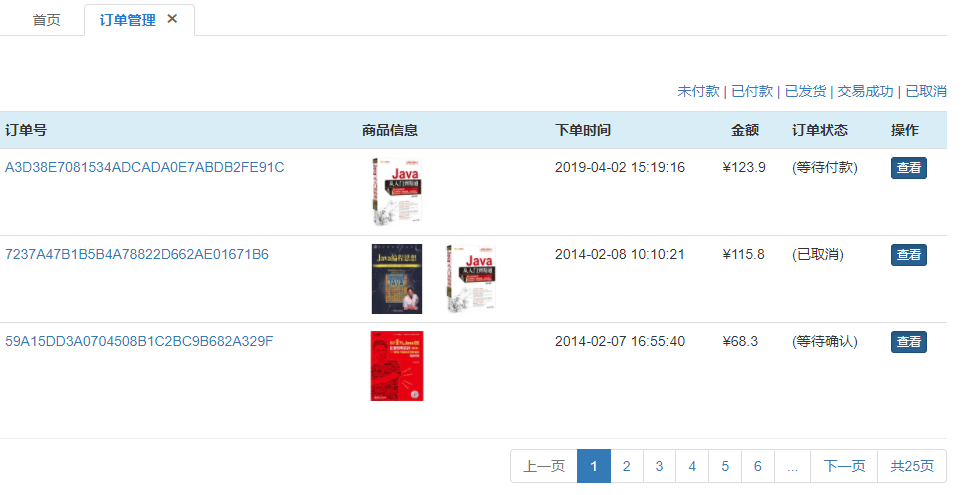 首页 订单管理 ✕
未付款 | 已付款 | 已发货 | 交易成功 | 已取消
订单号 商品信息 下单时间 金额 订单状态 操作
A3D38E7081534ADCADA0E7ABDB2FE91C Java 从入门到精通 2019-04-02 15:19:16 ¥123.9 (等待付款) 查看
7237A47B1B5B4A78822D662AE01671B6 Java编程思想 Java 从入门到精通 2014-02-08 10:10:21 ¥115.8 (已取消) 查看
59A15DD3A0704508B1C2BC9B682A329F 2014-02-07 16:55:40 ¥68.3 (等待确认) 查看
上一页 1 2 3 4 5 6 ... 下一页 共25页